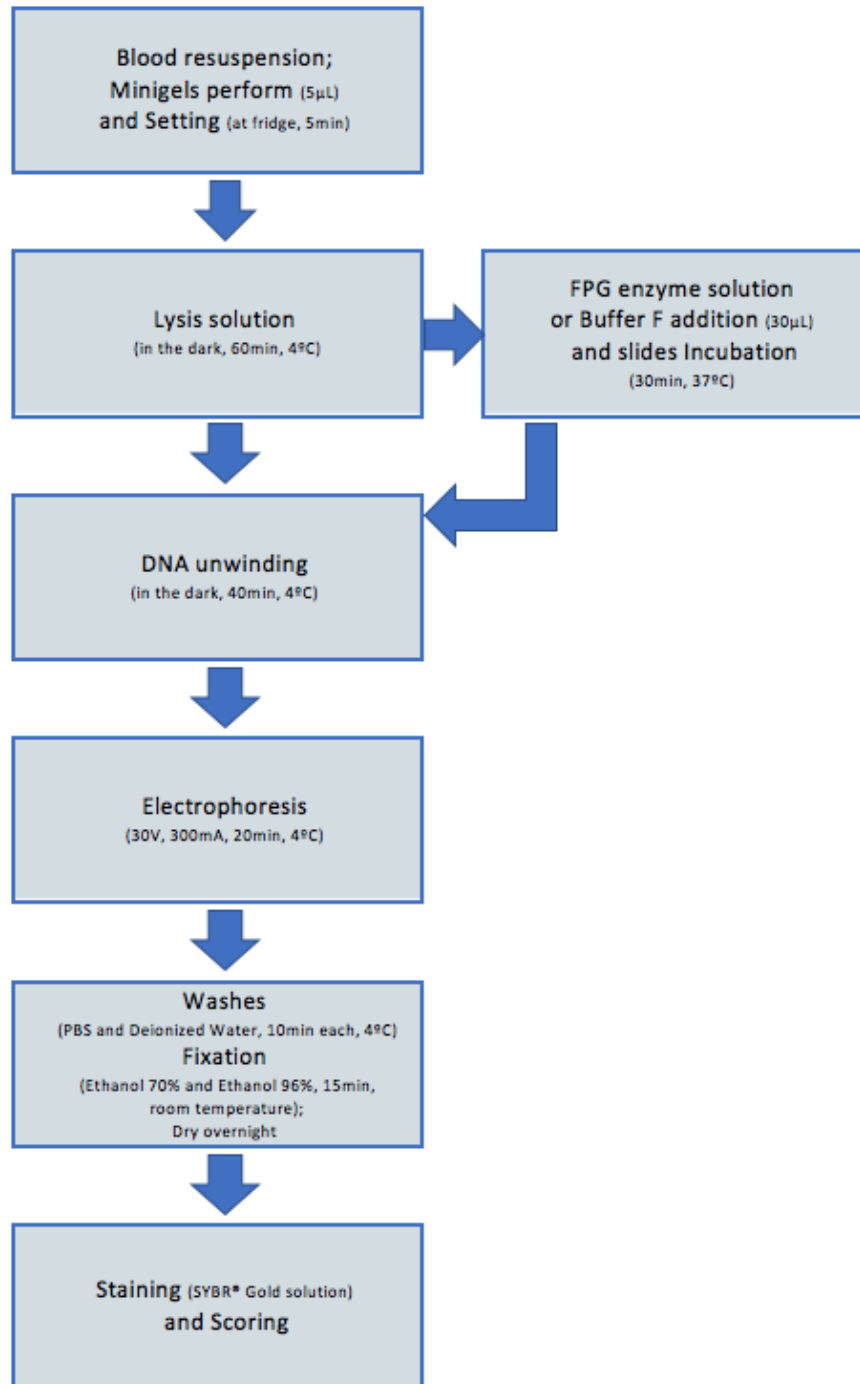 Blood resuspension;
Minigels perform (5µL)
and Setting (at fridge, 5min)
Lysis solution
(in the dark, 60min, 4ºC)
FPG enzyme solution
or Buffer F addition (30µL)
and slides Incubation
(30min, 37ºC)
DNA unwinding
(in the dark, 40min, 4ºC)
Electrophoresis
(30V, 300mA, 20min, 4ºC)
Washes
(PBS and Deionized Water, 10min each, 4ºC)
Fixation
(Ethanol 70% and Ethanol 96%, 15min,
room temperature);
Dry overnight
Staining (SYBR® Gold solution)
and Scoring